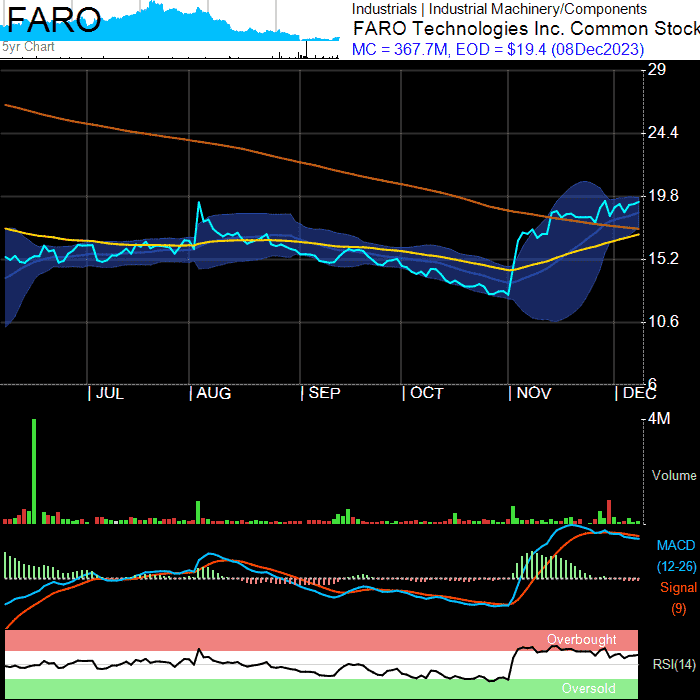 FARO
5yr Chart
Industrials | Industrial Machinery/Components
FARO Technologies Inc. Common Stock
MC = 367.7M, EOD = $19.4 (08Dec2023)
29
24.4
19.8
15.2
10.6
6
| JUL | AUG | SEP | OCT | NOV | DEC
4M
Volume
MACD
(12-26)
Signal
(9)
Overbought
RSI(14)
Oversold